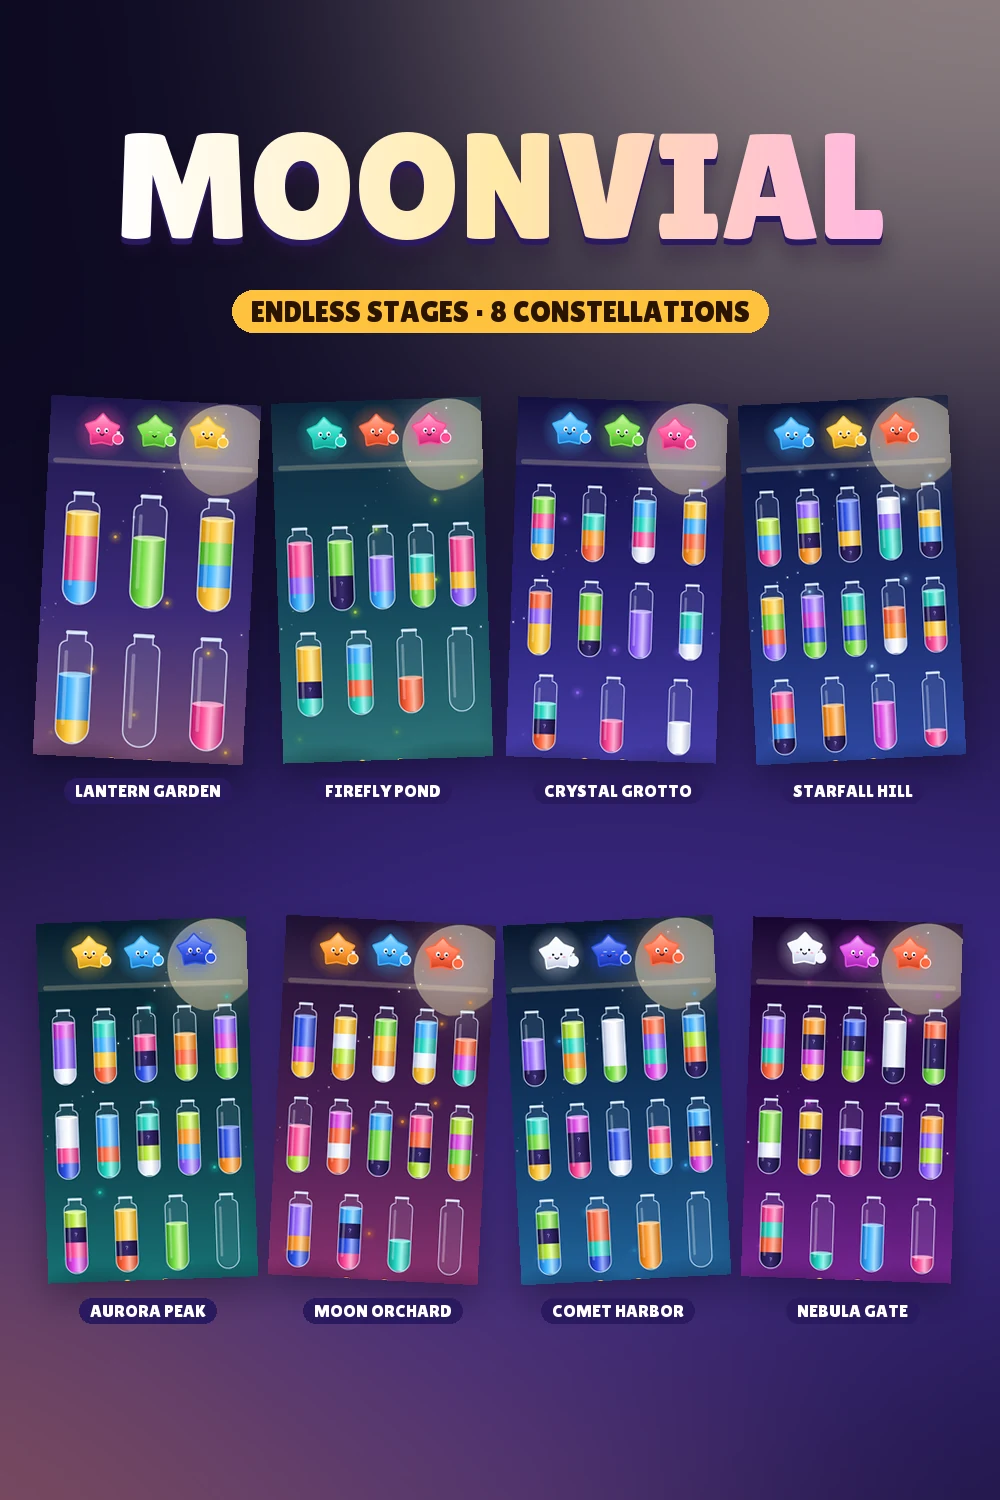 MOONVIAL
ENDLESS STAGES · 8 CONSTELLATIONS
LANTERN GARDEN
FIREFLY POND
CRYSTAL GROTTO
STARFALL HILL
AURORA PEAK
MOON ORCHARD
COMET HARBOR
NEBULA GATE